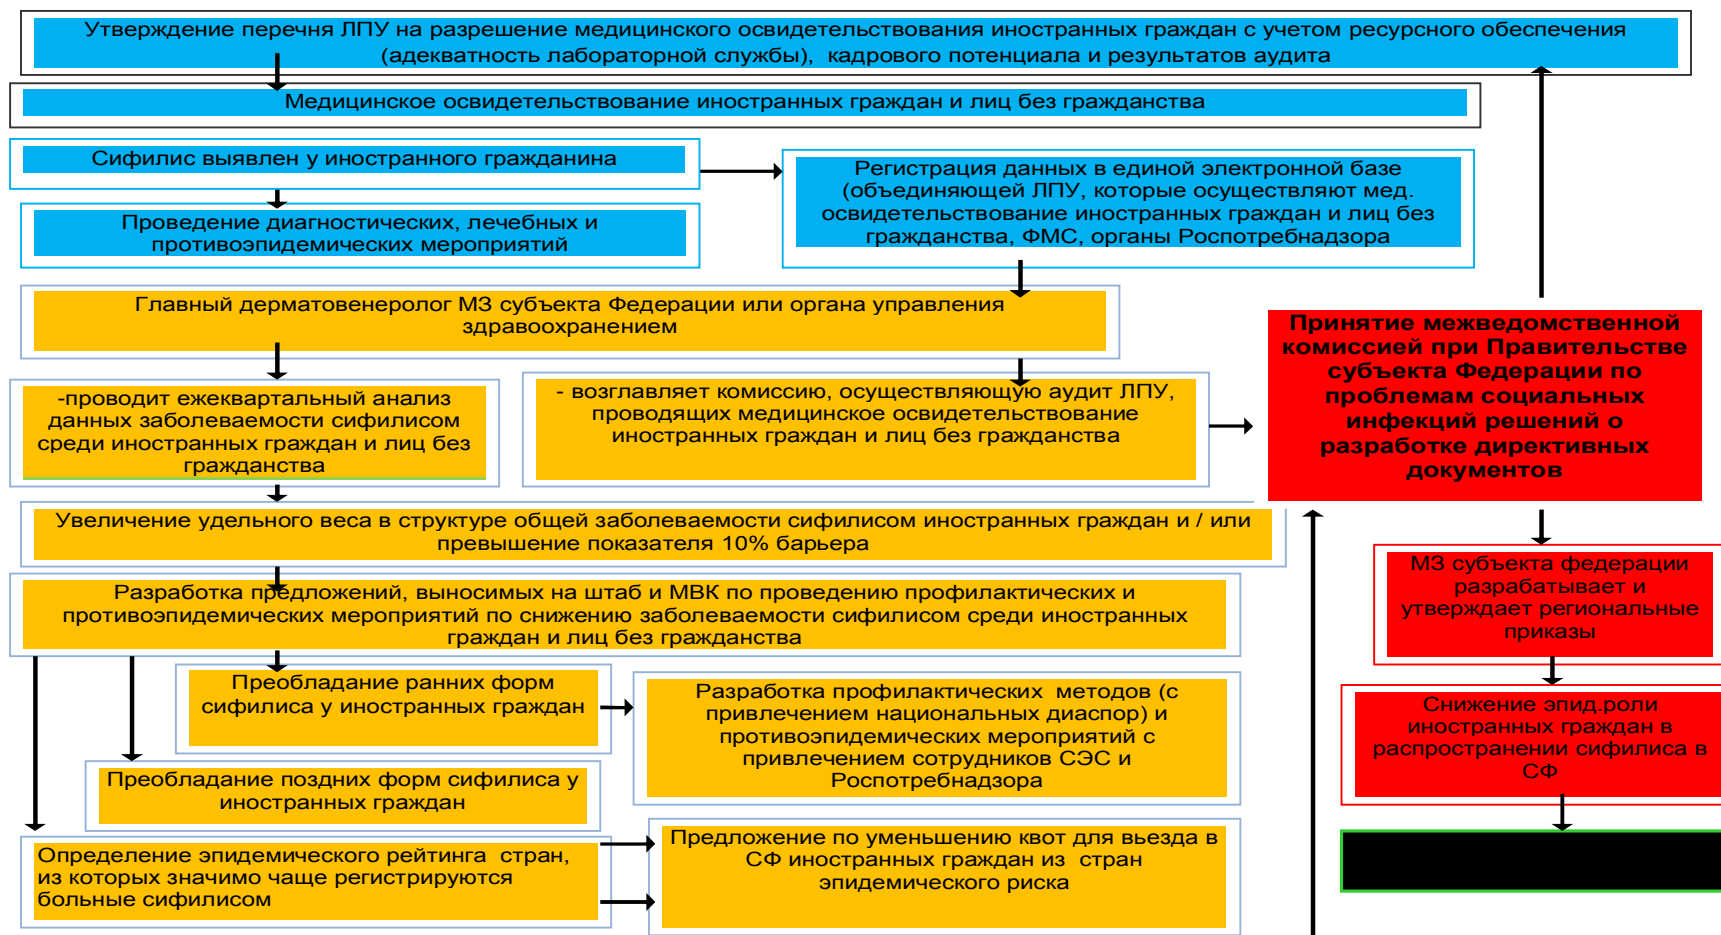 Утверждение перечня ЛПУ на разрешение медицинского освидетельствования иностранных граждан с учетом ресурсного обеспечения
(адекватность лабораторной службы), кадрового потенциала и результатов аудита
Медицинское освидетельствование иностранных граждан и лиц без гражданства
Сифилис выявлен у иностранного гражданина
Регистрация данных в единой электронной базе
(объединяющей ЛПУ, которые осуществляют мед.
освидетельствование иностранных граждан и лиц без
гражданства, ФМС, органы Роспотребнадзора
Проведение диагностических, лечебных и
противоэпидемических мероприятий
Главный дерматовенеролог МЗ субъекта Федерации или органа управления
здравоохранением
Принятие межведомственной
комиссией при Правительстве
субъекта Федерации по
проблемам социальных
инфекций решений о
разработке директивных
документов
-проводит ежеквартальный анализ
данных заболеваемости сифилисом
среди иностранных граждан и лиц без
гражданства
- возглавляет комиссию, осуществляющую аудит ЛПУ,
проводящих медицинское освидетельствование
иностранных граждан и лиц без гражданства
Увеличение удельного веса в структуре общей заболеваемости сифилисом иностранных граждан и / или
превышение показателя 10% барьера
МЗ субъекта федерации
разрабатывает и
утверждает региональные
приказы
Разработка предложений, выносимых на штаб и МВК по проведению профилактических и
противоэпидемических мероприятий по снижению заболеваемости сифилисом среди иностранных
граждан и лиц без гражданства
Преобладание ранних форм
сифилиса у иностранных граждан
Разработка профилактических методов (с
привлечением национальных диаспор) и
противоэпидемических мероприятий с
привлечением сотрудников СЭС и
Роспотребнадзора
Снижение эпид.роли
иностранных граждан в
распространении сифилиса в
СФ
Преобладание поздних форм сифилиса у
иностранных граждан
Определение эпидемического рейтинга стран,
из которых значимо чаще регистрируются
больные сифилисом
Предложение по уменьшению квот для вьезда в
СФ иностранных граждан из стран
эпидемического риска